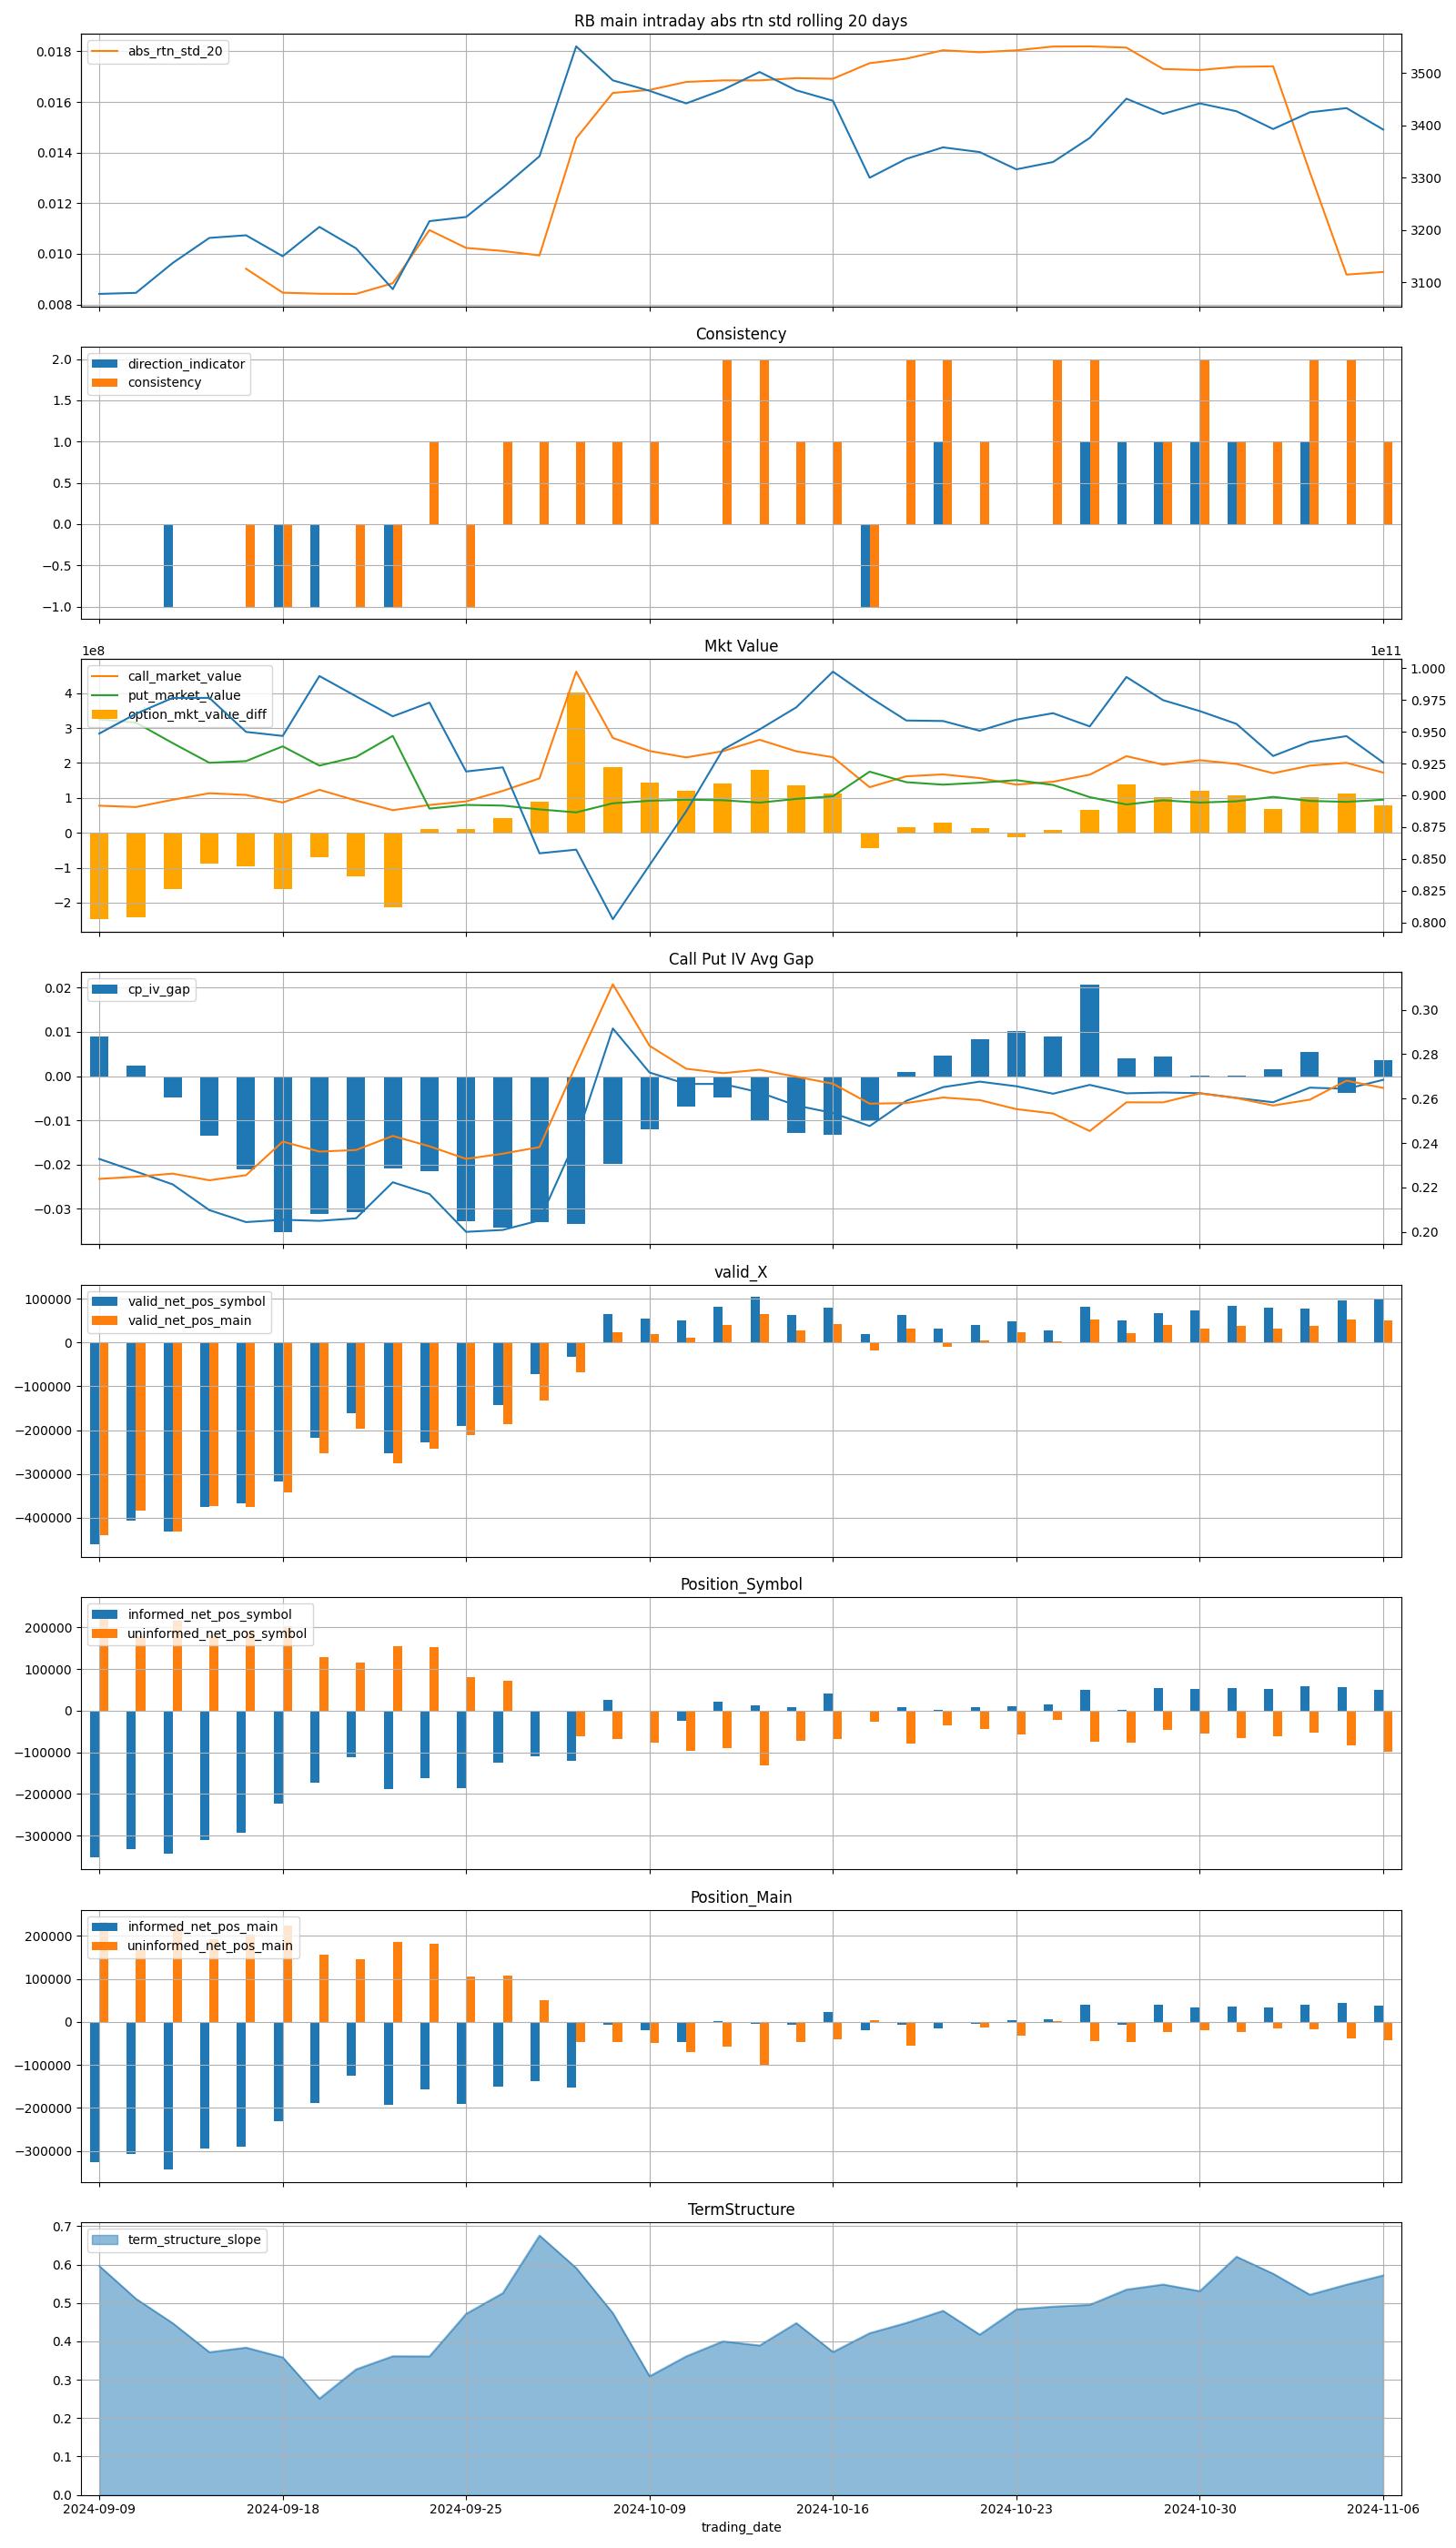 RB main intraday abs rtn std rolling 20 days
abs_rtn_std_20
0.018
0.016
0.014
0.012
0.010
0.008
3500
3400
3300
3200
3100
Consistency
direction_indicator
consistency
2.0
1.5
1.0
0.5
0.0
−0.5
−1.0
Mkt Value
1e8
1e11
call_market_value
put_market_value
option_mkt_value_diff
4
3
2
1
0
−1
−2
1.000
0.975
0.950
0.925
0.900
0.875
0.850
0.825
0.800
Call Put IV Avg Gap
cp_iv_gap
0.02
0.01
0.00
−0.01
−0.02
−0.03
0.30
0.28
0.26
0.24
0.22
0.20
valid_X
valid_net_pos_symbol
valid_net_pos_main
100000
0
−100000
−200000
−300000
−400000
Position_Symbol
informed_net_pos_symbol
uninformed_net_pos_symbol
200000
100000
0
−100000
−200000
−300000
Position_Main
informed_net_pos_main
uninformed_net_pos_main
200000
100000
0
−100000
−200000
−300000
TermStructure
term_structure_slope
0.7
0.6
0.5
0.4
0.3
0.2
0.1
0.0
2024-09-09 2024-09-18 2024-09-25 2024-10-09 2024-10-16 2024-10-23 2024-10-30 2024-11-06
trading_date